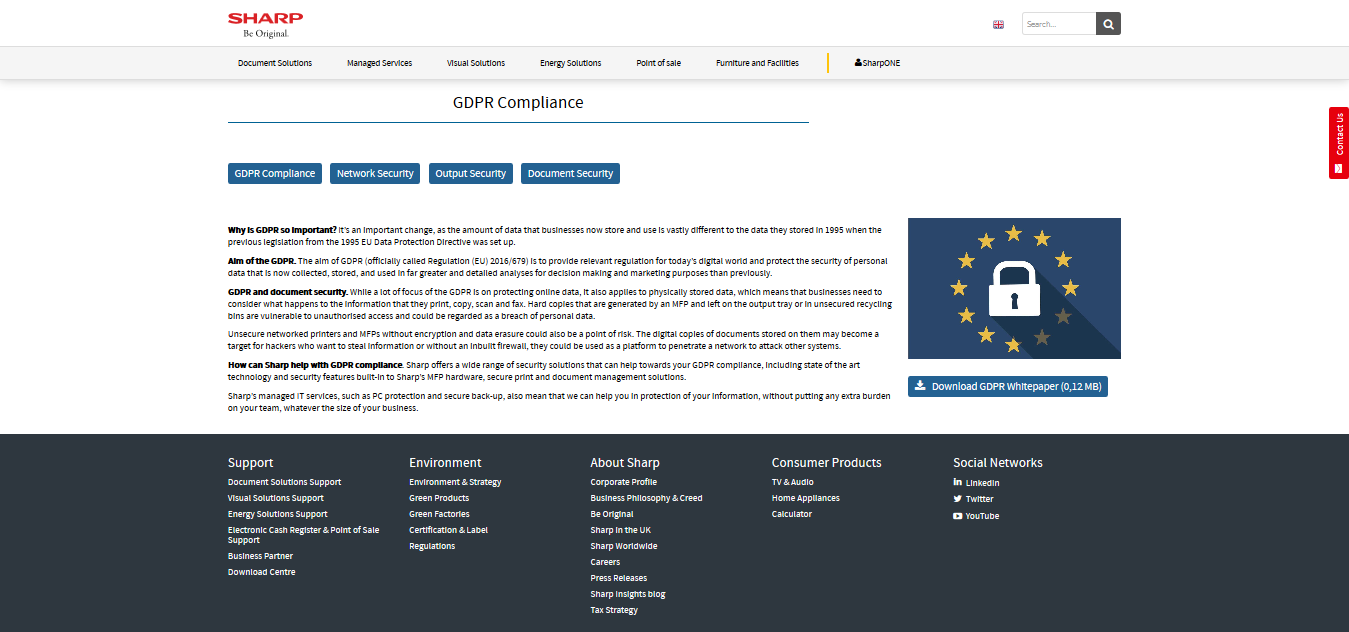 SHARP
Be Original.
Search...
Document Solutions
Managed Services
Visual Solutions
Energy Solutions
Point of sale
Furniture and Facilities
SharpONE
GDPR Compliance
Contact Us
GDPR Compliance
Network Security
Output Security
Document Security
Why is GDPR so important? It's an important change, as the amount of data that businesses now store and use is vastly different to the data they stored in 1995 when the
previous legislation from the 1995 EU Data Protection Directive was set up.
Aim of the GDPR. The aim of GDPR (officially called Regulation (EU) 2016/679) is to provide relevant regulation for today's digital world and protect the security of personal
data that is now collected, stored, and used in far greater and detailed analyses for decision making and marketing purposes than previously.
GDPR and document security. While a lot of focus of the GDPR is on protecting online data, it also applies to physically stored data, which means that businesses need to
consider what happens to the information that they print, copy, scan and fax. Hard copies that are generated by an MFP and left on the output tray or in unsecured recycling
bins are vulnerable to unauthorised access and could be regarded as a breach of personal data.
Unsecure networked printers and MFPs without encryption and data erasure could also be a point of risk. The digital copies of documents stored on them may become a
target for hackers who want to steal information or without an inbuilt firewall, they could be used as a platform to penetrate a network to attack other systems.
How can Sharp help with GDPR compliance. Sharp offers a wide range of security solutions that can help towards your GDPR compliance, including state of the art
technology and security features built-in to Sharp's MFP hardware, secure print and document management solutions.
Sharp's managed IT services, such as PC protection and secure back-up, also mean that we can help you in protection of your information, without putting any extra burden
on your team, whatever the size of your business.
Download GDPR Whitepaper (0,12 MB)
Support
Document Solutions Support
Visual Solutions Support
Energy Solutions Support
Electronic Cash Register & Point of Sale
Support
Business Partner
Download Centre
Environment
Environment & Strategy
Green Products
Green Factories
Certification & Label
Regulations
About Sharp
Corporate Profile
Business Philosophy & Creed
Be Original
Sharp in the UK
Sharp Worldwide
Careers
Press Releases
Sharp Insights blog
Tax Strategy
Consumer Products
TV & Audio
Home Appliances
Calculator
Social Networks
LinkedIn
Twitter
YouTube